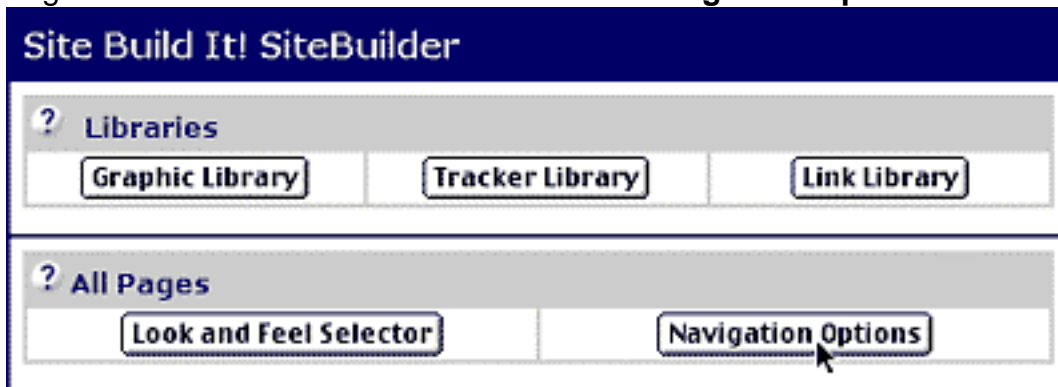 Site Build It! SiteBuilder
? Libraries
Graphic Library Tracker Library Link Library
? All Pages
Look and Feel Selector Navigation Options